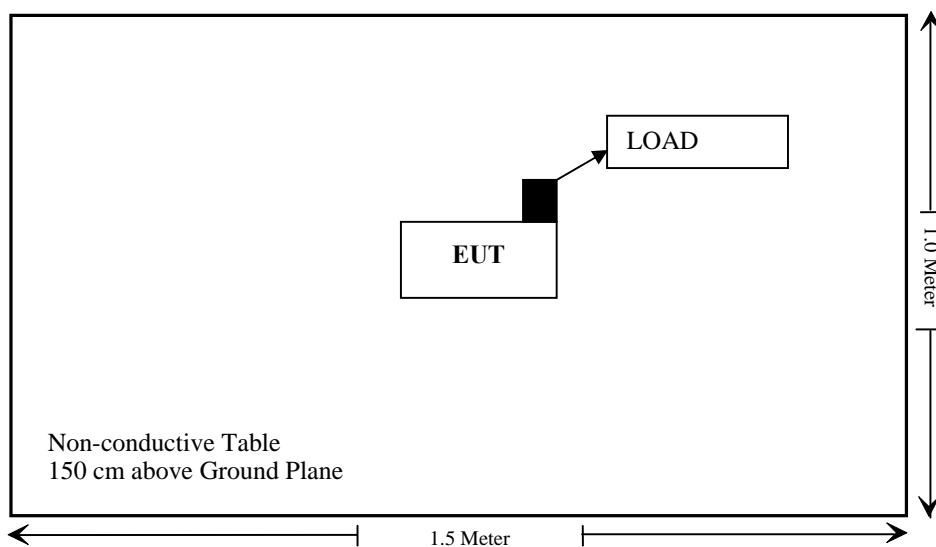 LOAD
EUT
1.0 Meter
Non-conductive Table
150 cm above Ground Plane
1.5 Meter